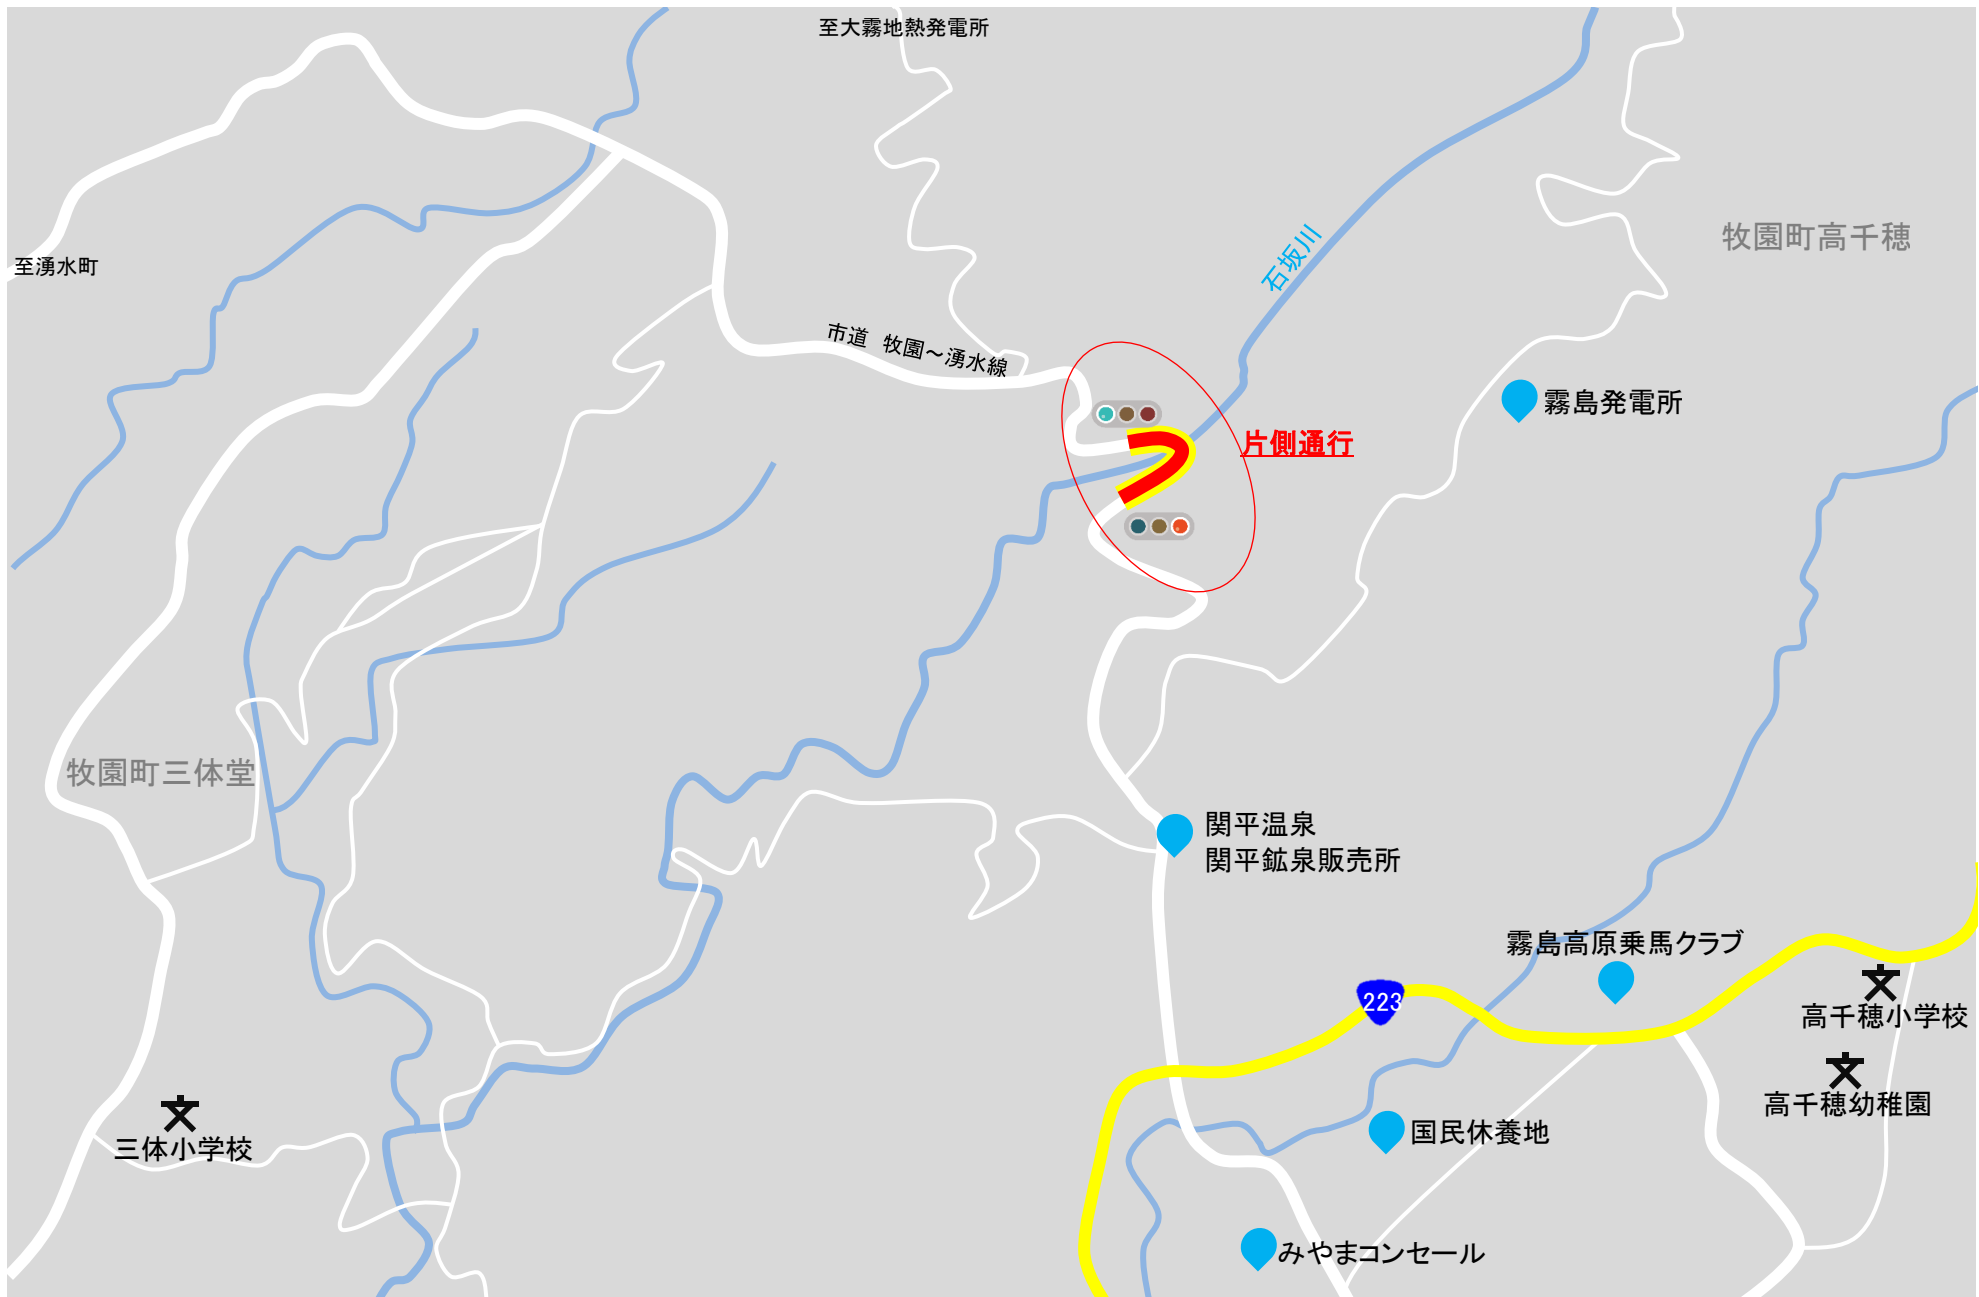 至大霧地熱発電所
牧園町高千穂
石坂川
至湧水町
市道　牧園～湧水線
霧島発電所
片側通行
牧園町三体堂
関平温泉
関平鉱泉販売所
霧島高原乗馬クラブ
223
高千穂小学校
高千穂幼稚園
国民休養地
三体小学校
みやまコンセール